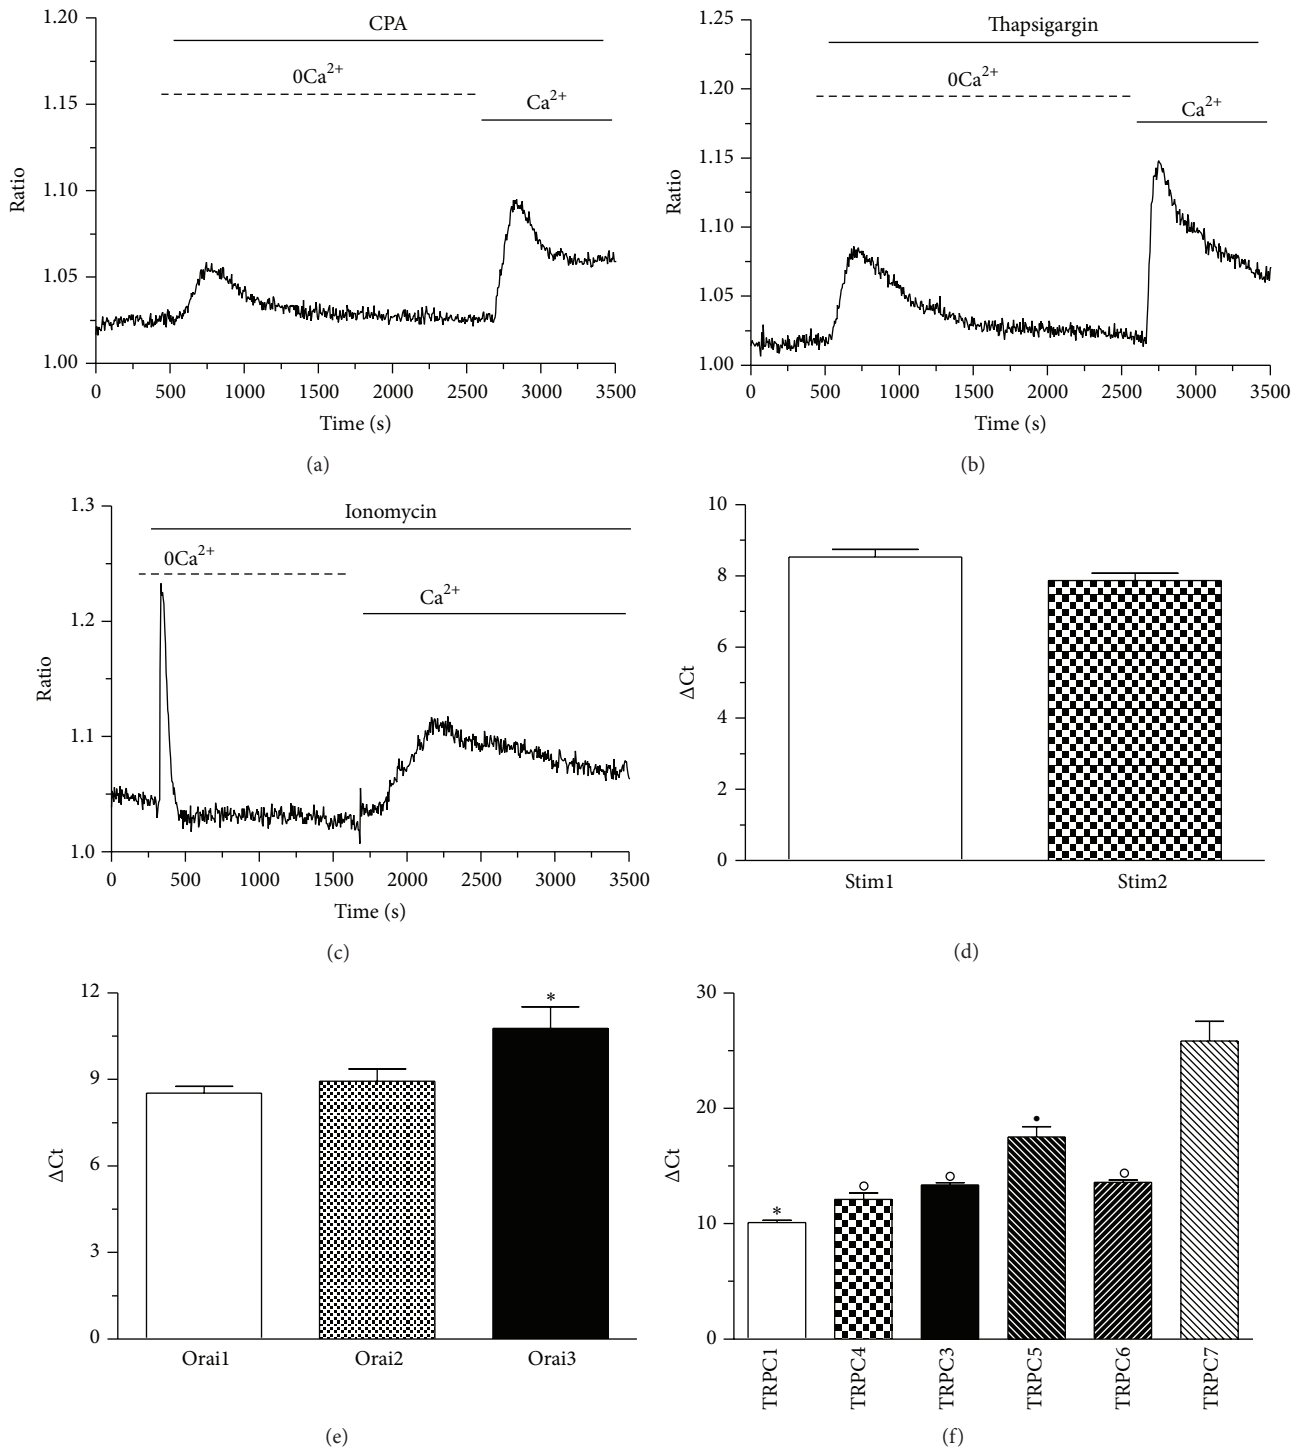 CPA
0Ca²⁺
Ca²⁺
1.20
1.15
1.10
1.05
1.00
Ratio
0 500 1000 1500 2000 2500 3000 3500
Time (s)
(a)
Thapsigargin
0Ca²⁺
Ca²⁺
1.25
1.20
1.15
1.10
1.05
1.00
Ratio
0 500 1000 1500 2000 2500 3000 3500
Time (s)
(b)
Ionomycin
0Ca²⁺
Ca²⁺
1.3
1.2
1.1
1.0
Ratio
0 500 1000 1500 2000 2500 3000 3500
Time (s)
(c)
10
8
6
4
2
0
ΔCt
Stim1 Stim2
(d)
12
9
6
3
0
ΔCt
*
Orai1 Orai2 Orai3
(e)
30
20
10
0
ΔCt
*
TRPC1
TRPC4
TRPC3
TRPC5
TRPC6
TRPC7
(f)